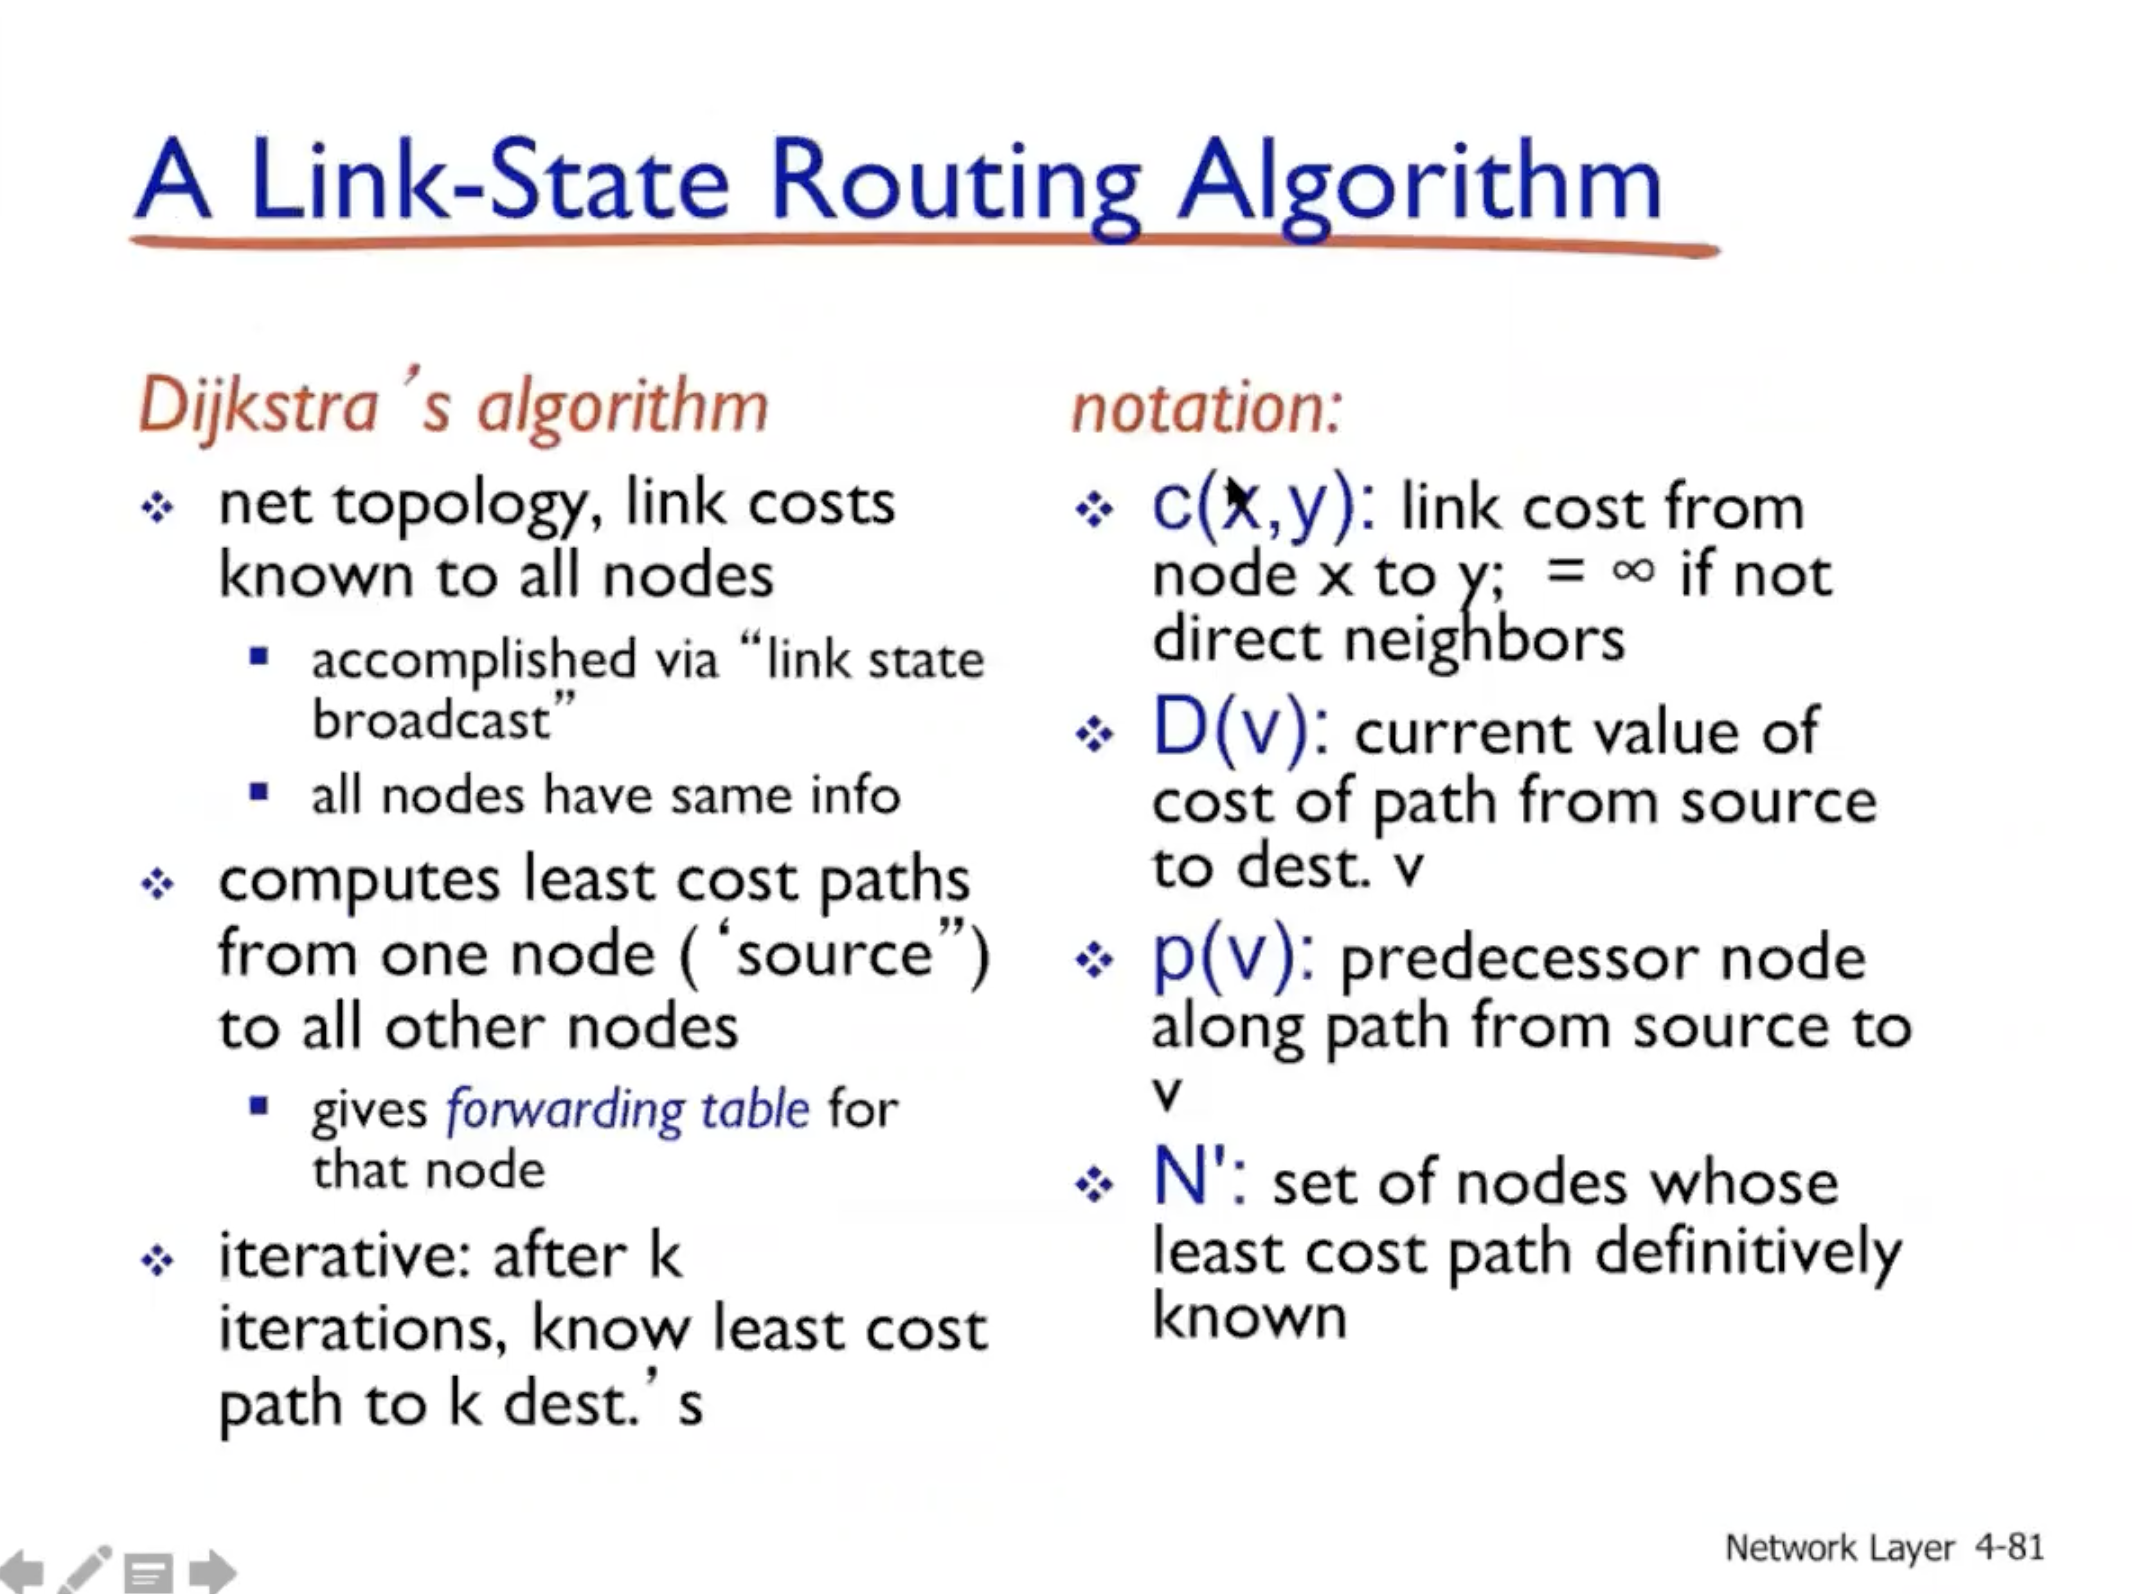 A Link-State Routing Algorithm
Dijkstra ’s algorithm
net topology, link costs
known to all nodes
accomplished via “link state
broadcast”
all nodes have same info
computes least cost paths
from one node ( ‘source”)
to all other nodes
gives forwarding table for
that node
iterative: after k
iterations, know least cost
path to k dest.’ s
notation:
c(x,y): link cost from
node x to y; = ∞ if not
direct neighbors
D(v): current value of
cost of path from source
to dest. v
p(v): predecessor node
along path from source to
v
N': set of nodes whose
least cost path definitively
known
Network Layer 4-81